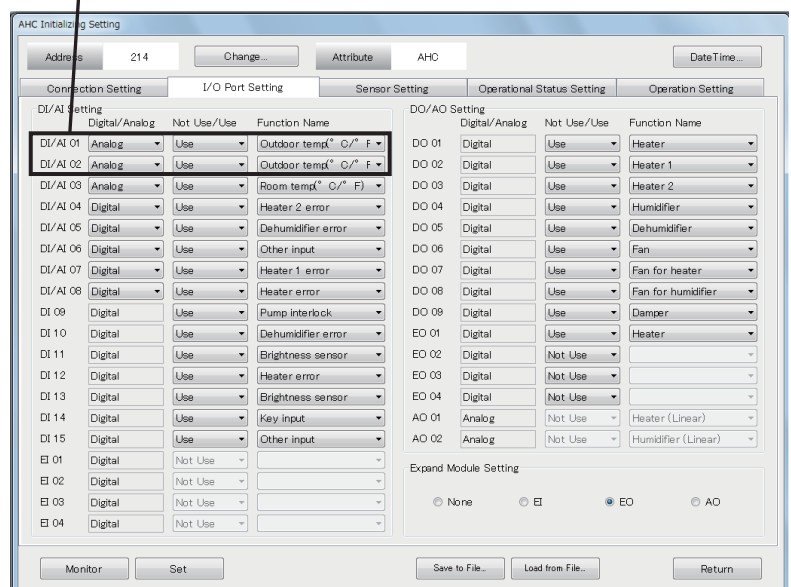 AHC Initializing Setting
Address 214 Change... Attribute AHC DateTime...
Connection Setting I/O Port Setting Sensor Setting Operational Status Setting Operation Setting
DI/AI Setting
Digital/Analog Not Use/Use Function Name
DI/AI 01 Analog Use Outdoor temp(° C/° F
DI/AI 02 Analog Use Outdoor temp(° C/° F
DI/AI 03 Analog Use Room temp(° C/° F)
DI/AI 04 Digital Use Heater 2 error
DI/AI 05 Digital Use Dehumidifier error
DI/AI 06 Digital Use Other input
DI/AI 07 Digital Use Heater 1 error
DI/AI 08 Digital Use Heater error
DI 09 Digital Use Pump interlock
DI 10 Digital Use Dehumidifier error
DI 11 Digital Use Brightness sensor
DI 12 Digital Use Heater error
DI 13 Digital Use Brightness sensor
DI 14 Digital Use Key input
DI 15 Digital Use Other input
EI 01 Digital Not Use
EI 02 Digital Not Use
EI 03 Digital Not Use
EI 04 Digital Not Use
DO/AO Setting
Digital/Analog Not Use/Use Function Name
DO 01 Digital Use Heater
DO 02 Digital Use Heater 1
DO 03 Digital Use Heater 2
DO 04 Digital Use Humidifier
DO 05 Digital Use Dehumidifier
DO 06 Digital Use Fan
DO 07 Digital Use Fan for heater
DO 08 Digital Use Fan for humidifier
DO 09 Digital Use Damper
EO 01 Digital Use Heater
EO 02 Digital Not Use
EO 03 Digital Not Use
EO 04 Digital Not Use
AO 01 Analog Not Use Heater (Linear)
AO 02 Analog Not Use Humidifier (Linear)
Expand Module Setting
None EI EO AO
Monitor Set Save to File... Load from File... Return